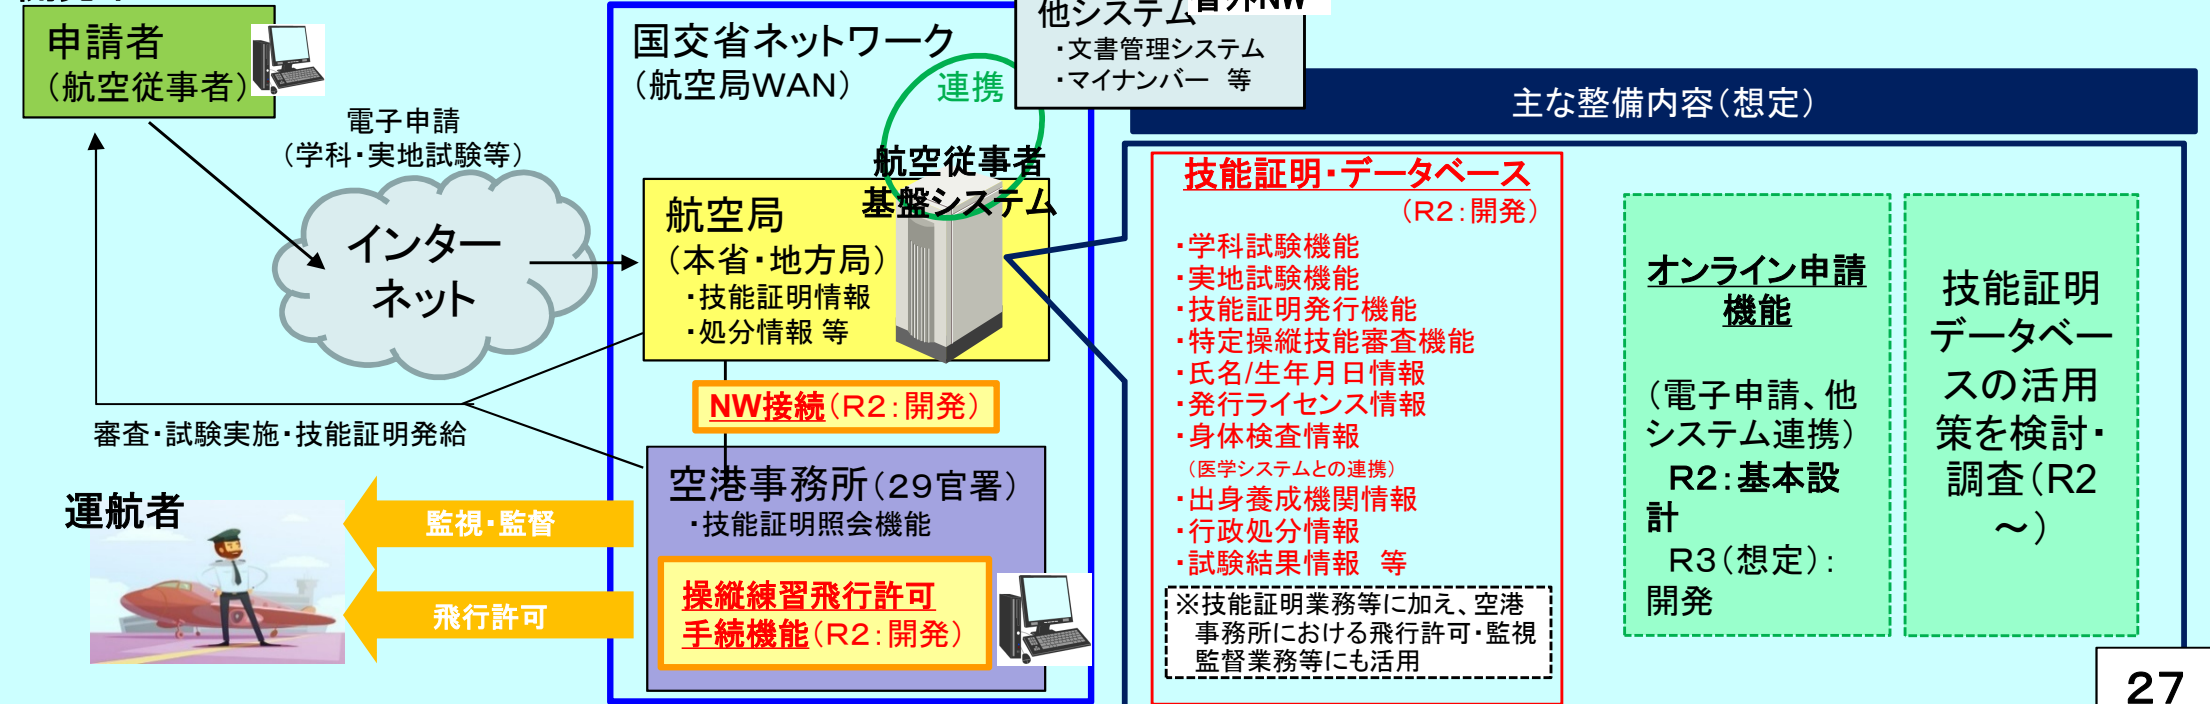 申請者
（航空従事者）
電子申請
（学科・実地試験等）
インター
ネット
審査・試験実施・技能証明発給
国交省ネットワーク
（航空局WAN）
連携
他システム
・文書管理システム
・マイナンバー 等
航空従事者
基盤システム
航空局
（本省・地方局）
・技能証明情報
・処分情報 等
NW接続（R2：開発）
空港事務所（29官署）
・技能証明照会機能
操縦練習飛行許可
手続機能（R2：開発）
運航者
監視・監督
飛行許可
主な整備内容（想定）
技能証明・データベース
（R2：開発）
・学科試験機能
・実地試験機能
・技能証明発行機能
・特定操縦技能審査機能
・氏名/生年月日情報
・発行ライセンス情報
・身体検査情報
（医学システムとの連携）
・出身養成機関情報
・行政処分情報
・試験結果情報 等
※技能証明業務等に加え、空港
事務所における飛行許可・監視
監督業務等にも活用
オンライン申請
機能
（電子申請、他
システム連携）
R2：基本設
計
R3（想定）：
開発
技能証明
データベー
スの活用
策を検討・
調査（R2
～）
27